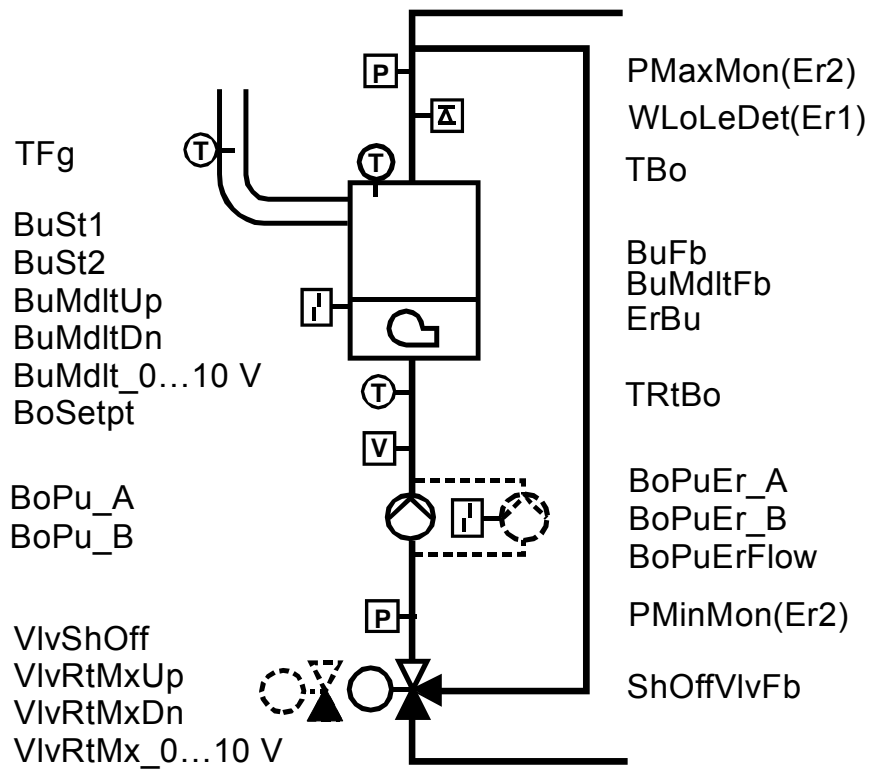 P
PMaxMon(Er2)
WLoLeDet(Er1)
TFg
T
T
TBo
BuSt1
BuSt2
BuMdltUp
BuMdltDn
BuMdlt_0…10 V
BoSetpt
BuFb
BuMdltFb
ErBu
T
TRtBo
V
BoPu_A
BoPu_B
BoPuEr_A
BoPuEr_B
BoPuErFlow
P
PMinMon(Er2)
VlvShOff
VlvRtMxUp
VlvRtMxDn
VlvRtMx_0…10 V
ShOffVlvFb